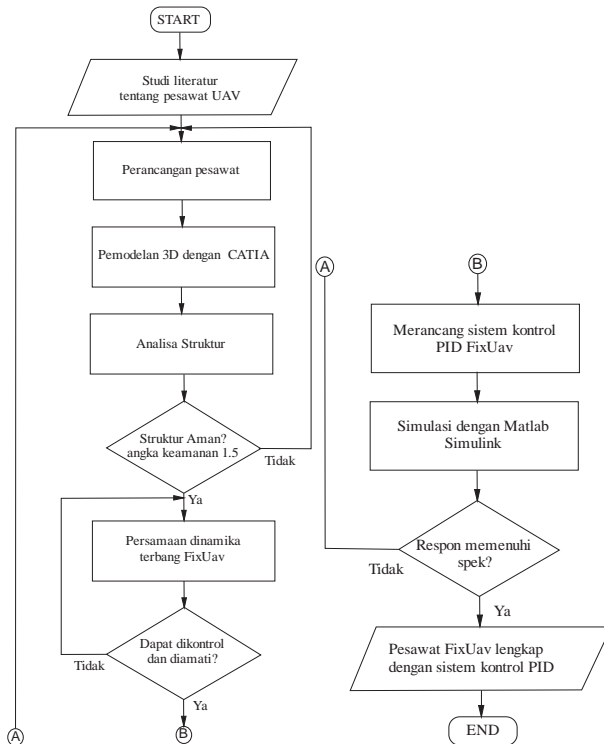 START
Studi literatur
tentang pesawat UAV
Perancangan pesawat
Pemodelan 3D dengan CATIA
Analisa Struktur
Struktur Aman?
angka keamanan 1.5
Tidak
Ya
Persamaan dinamika
terbang FixUav
Dapat dikontrol
dan diamati?
Tidak
Ya
A
B
A
B
Merancang sistem kontrol
PID FixUav
Simulasi dengan Matlab
Simulink
Respon memenuhi
spek?
Tidak
Ya
Pesawat FixUav lengkap
dengan sistem kontrol PID
END